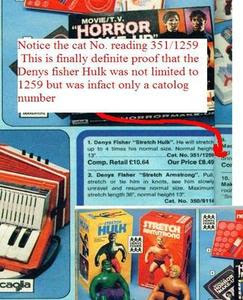 MOVIE/T.V.
"HORROR
Notice the cat No. reading 351/1259
This is finally definite proof that the
Denys fisher Hulk was not limited to
1259 but was infact only a catolog
number
1. Denys Fisher "Stretch Hulk". He will stretch
up to 4 times his normal size. Normal height
13". Cat. No. 351/1259
Comp. Retail £10.64 Our Price £8.49
2. Denys Fisher "Stretch Armstrong". Pull,
stretch or tie him in knots, see him slowly
unravel and resume normal size. Maximum
stretch length 36", normal height 13".
Cat. No. 350/
10.
STRETCH
HULK
STRETCH
ARMSTRONG
caglia